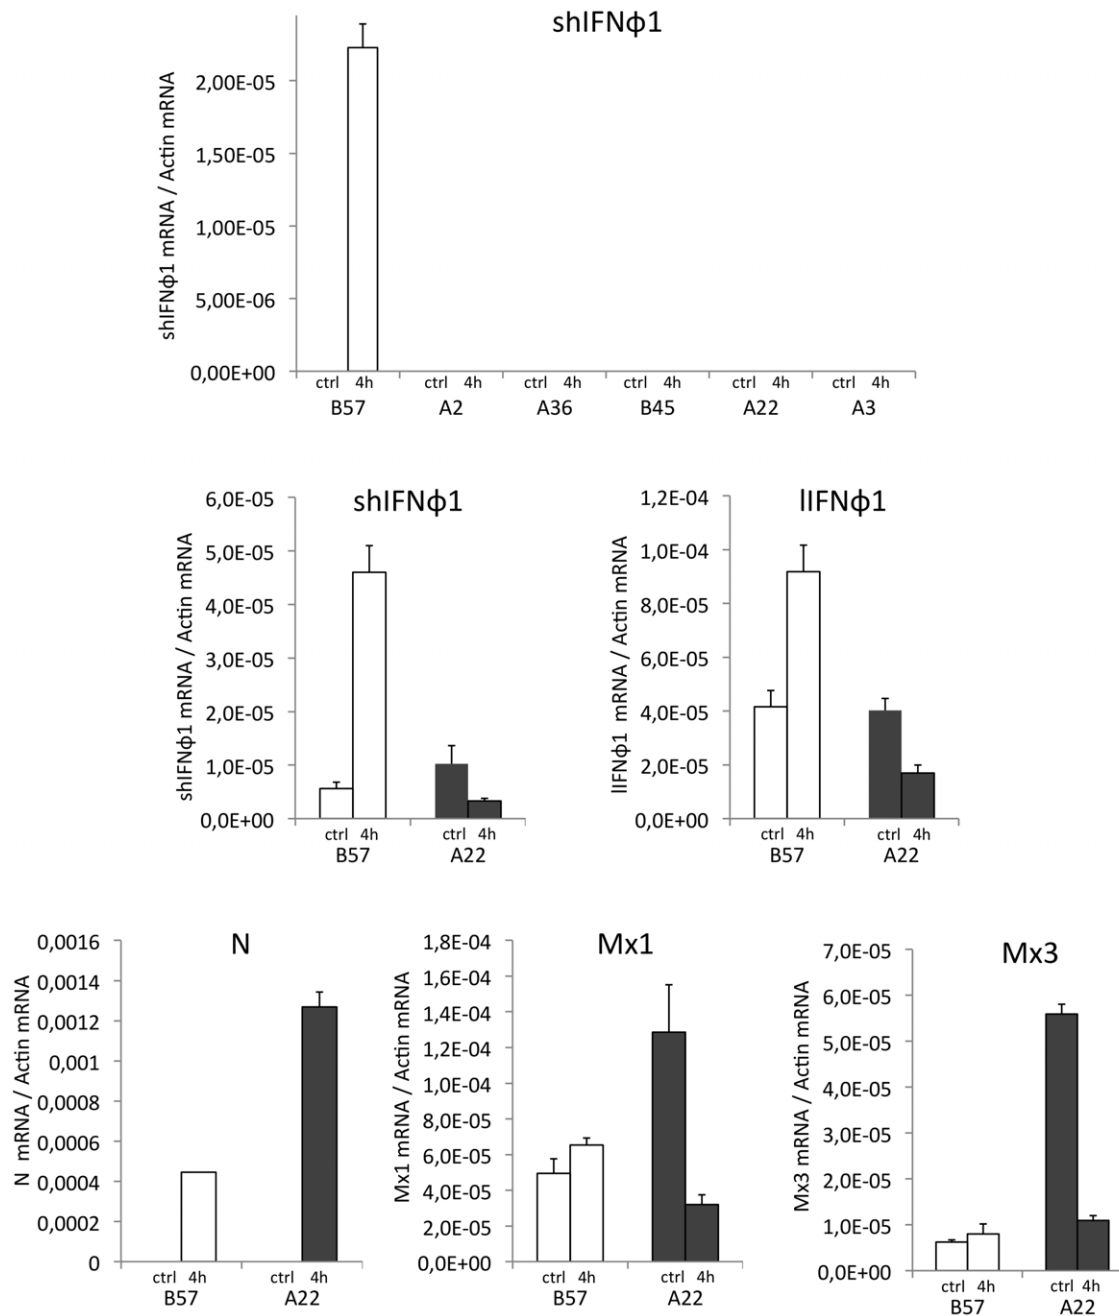 shIFNϕ1
shIFNϕ1 mRNA / Actin mRNA
2,00E-05
1,50E-05
1,00E-05
5,00E-06
0,00E+00
ctrl 4h ctrl 4h ctrl 4h ctrl 4h ctrl 4h ctrl 4h
B57 A2 A36 B45 A22 A3
shIFNϕ1
shIFNϕ1 mRNA / Actin mRNA
6,0E-05
5,0E-05
4,0E-05
3,0E-05
2,0E-05
1,0E-05
0,0E+00
ctrl 4h ctrl 4h
B57 A22
lIFNϕ1
lIFNϕ1 mRNA / Actin mRNA
1,2E-04
1,0E-04
8,0E-05
6,0E-05
4,0E-05
2,0E-05
0,0E+00
ctrl 4h ctrl 4h
B57 A22
N
N mRNA / Actin mRNA
0,0016
0,0014
0,0012
0,001
0,0008
0,0006
0,0004
0,0002
0
ctrl 4h ctrl 4h
B57 A22
Mx1
Mx1 mRNA / Actin mRNA
1,8E-04
1,6E-04
1,4E-04
1,2E-04
1,0E-04
8,0E-05
6,0E-05
4,0E-05
2,0E-05
0,0E+00
ctrl 4h ctrl 4h
B57 A22
Mx3
Mx3 mRNA / Actin mRNA
7,0E-05
6,0E-05
5,0E-05
4,0E-05
3,0E-05
2,0E-05
1,0E-05
0,0E+00
ctrl 4h ctrl 4h
B57 A22